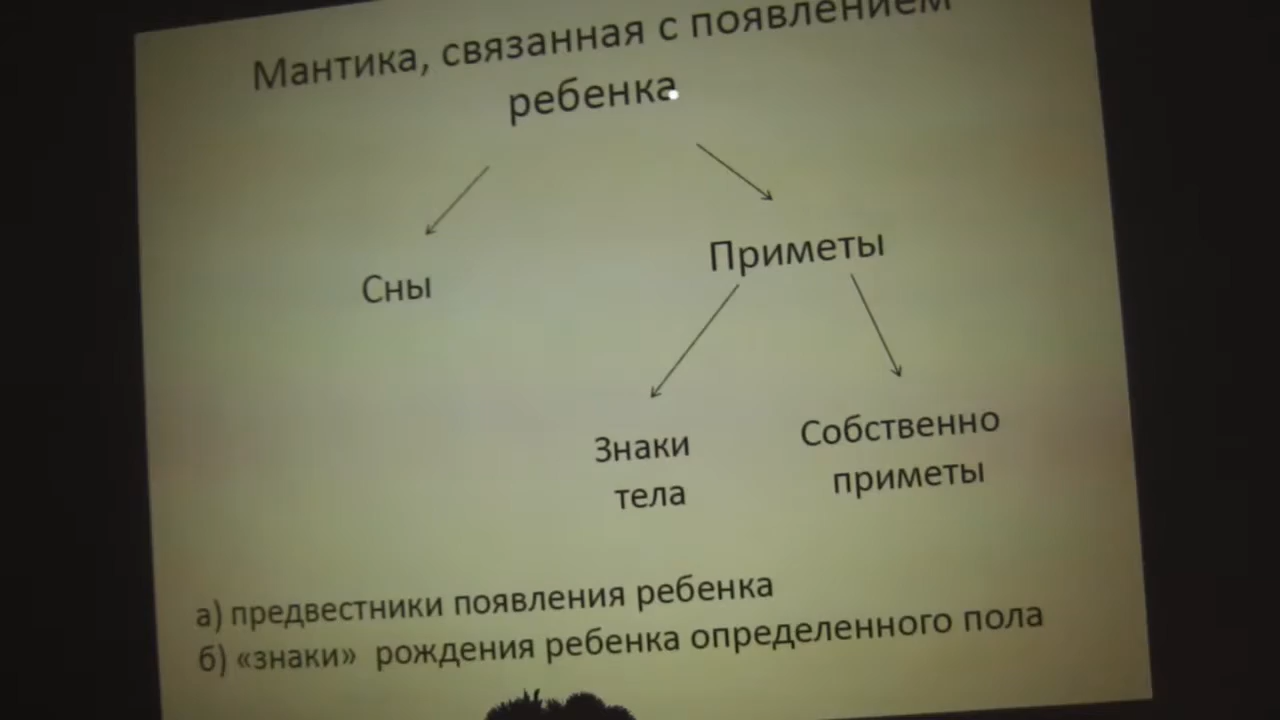 Мантика, связанная с появлением
ребенка
Сны
Приметы
Знаки
тела
Собственно
приметы
а) предвестники появления ребенка
б) «знаки» рождения ребенка определенного пола